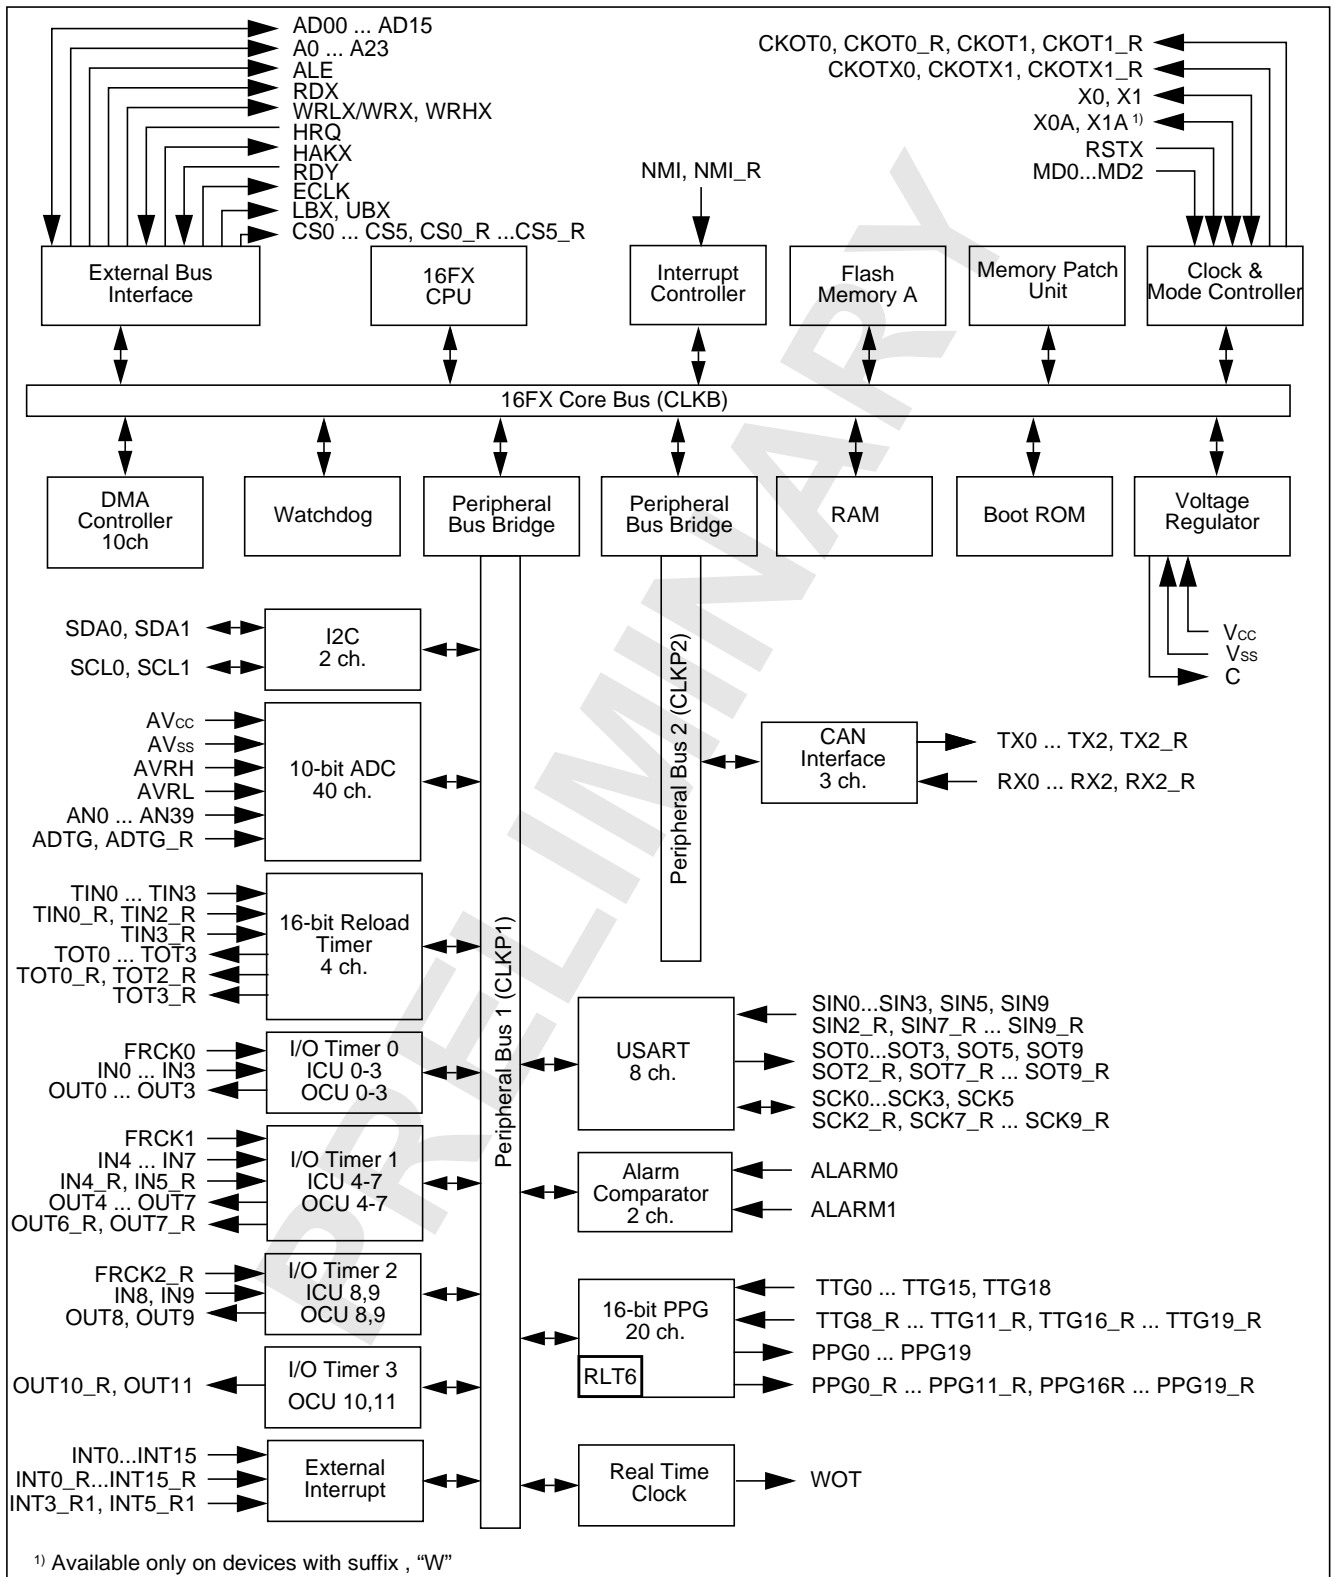 AD00 ... AD15
A0 ... A23
ALE
RDX
WRLX/WRX, WRHX
HRQ
HAKX
RDY
ECLK
LBX, UBX
CS0 ... CS5, CS0_R ...CS5_R
NMI, NMI_R
CKOT0, CKOT0_R, CKOT1, CKOT1_R
CKOTX0, CKOTX1, CKOTX1_R
X0, X1
X0A, X1A 1)
RSTX
MD0...MD2
External Bus
Interface
16FX
CPU
Interrupt
Controller
Flash
Memory A
Memory Patch
Unit
Clock &
Mode Controller
16FX Core Bus (CLKB)
DMA
Controller
10ch
Watchdog
Peripheral
Bus Bridge
Peripheral
Bus Bridge
RAM
Boot ROM
Voltage
Regulator
VCC
VSS
C
Peripheral Bus 1 (CLKP1)
Peripheral Bus 2 (CLKP2)
SDA0, SDA1
SCL0, SCL1
I2C
2 ch.
AVCC
AVSS
AVRH
AVRL
AN0 ... AN39
ADTG, ADTG_R
10-bit ADC
40 ch.
TIN0 ... TIN3
TIN0_R, TIN2_R
TIN3_R
TOT0 ... TOT3
TOT0_R, TOT2_R
TOT3_R
16-bit Reload
Timer
4 ch.
FRCK0
IN0 ... IN3
OUT0 ... OUT3
I/O Timer 0
ICU 0-3
OCU 0-3
FRCK1
IN4 ... IN7
IN4_R, IN5_R
OUT4 ... OUT7
OUT6_R, OUT7_R
I/O Timer 1
ICU 4-7
OCU 4-7
FRCK2_R
IN8, IN9
OUT8, OUT9
I/O Timer 2
ICU 8,9
OCU 8,9
OUT10_R, OUT11
I/O Timer 3
OCU 10,11
INT0...INT15
INT0_R...INT15_R
INT3_R1, INT5_R1
External
Interrupt
CAN
Interface
3 ch.
TX0 ... TX2, TX2_R
RX0 ... RX2, RX2_R
USART
8 ch.
SIN0...SIN3, SIN5, SIN9
SIN2_R, SIN7_R ... SIN9_R
SOT0...SOT3, SOT5, SOT9
SOT2_R, SOT7_R ... SOT9_R
SCK0...SCK3, SCK5
SCK2_R, SCK7_R ... SCK9_R
Alarm
Comparator
2 ch.
ALARM0
ALARM1
16-bit PPG
20 ch.
RLT6
TTG0 ... TTG15, TTG18
TTG8_R ... TTG11_R, TTG16_R ... TTG19_R
PPG0 ... PPG19
PPG0_R ... PPG11_R, PPG16R ... PPG19_R
Real Time
Clock
WOT
1) Available only on devices with suffix , “W”
PRELIMINARY